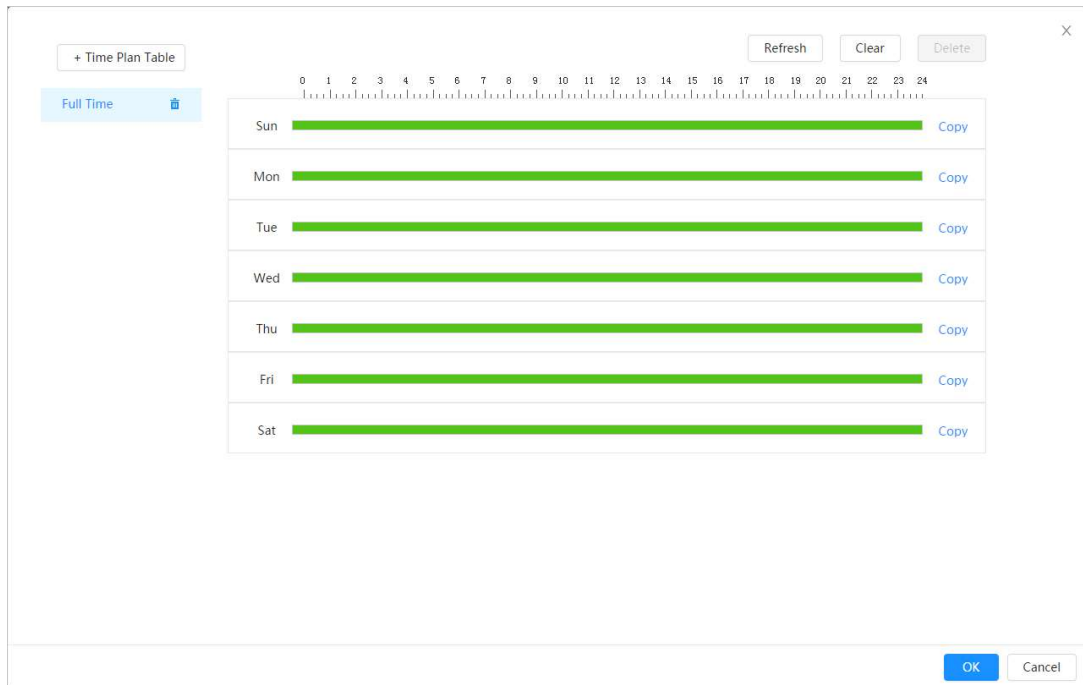 + Time Plan Table
Refresh Clear Delete
Full Time
0 1 2 3 4 5 6 7 8 9 10 11 12 13 14 15 16 17 18 19 20 21 22 23 24
Sun Copy
Mon Copy
Tue Copy
Wed Copy
Thu Copy
Fri Copy
Sat Copy
OK Cancel